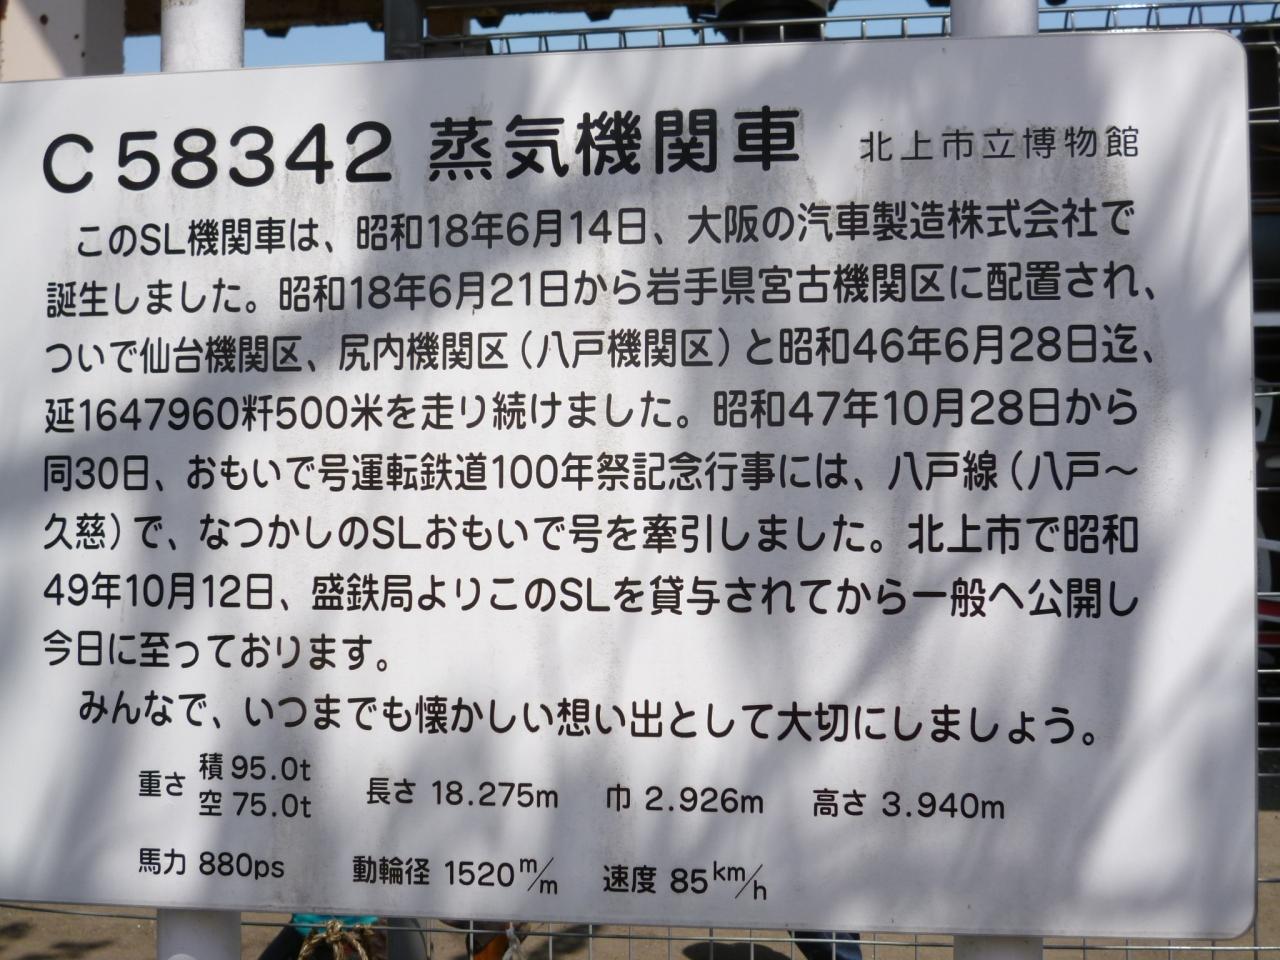 C58342 蒸気機関車 北上市立博物館
このSL機関車は、昭和18年6月14日、大阪の汽車製造株式会社で
誕生しました。昭和18年6月21日から岩手県宮古機関区に配置され、
ついで仙台機関区、尻内機関区(八戸機関区)と昭和46年6月28日迄、
延1647960粁500米を走り続けました。昭和47年10月28日から
同30日、おもいで号運転鉄道100年祭記念行事には、八戸線(八戸〜
久慈)で、なつかしのSLおもいで号を牽引しました。北上市で昭和
49年10月12日、盛鉄局よりこのSLを貸与されてから一般へ公開し
今日に至っております。
みんなで、いつまでも懐かしい想い出として大切にしましょう。
重さ 積 95.0t 空 75.0t 長さ 18.275m 巾 2.926m 高さ 3.940m
馬力 880ps 動輪径 1520m/m 速度 85km/h